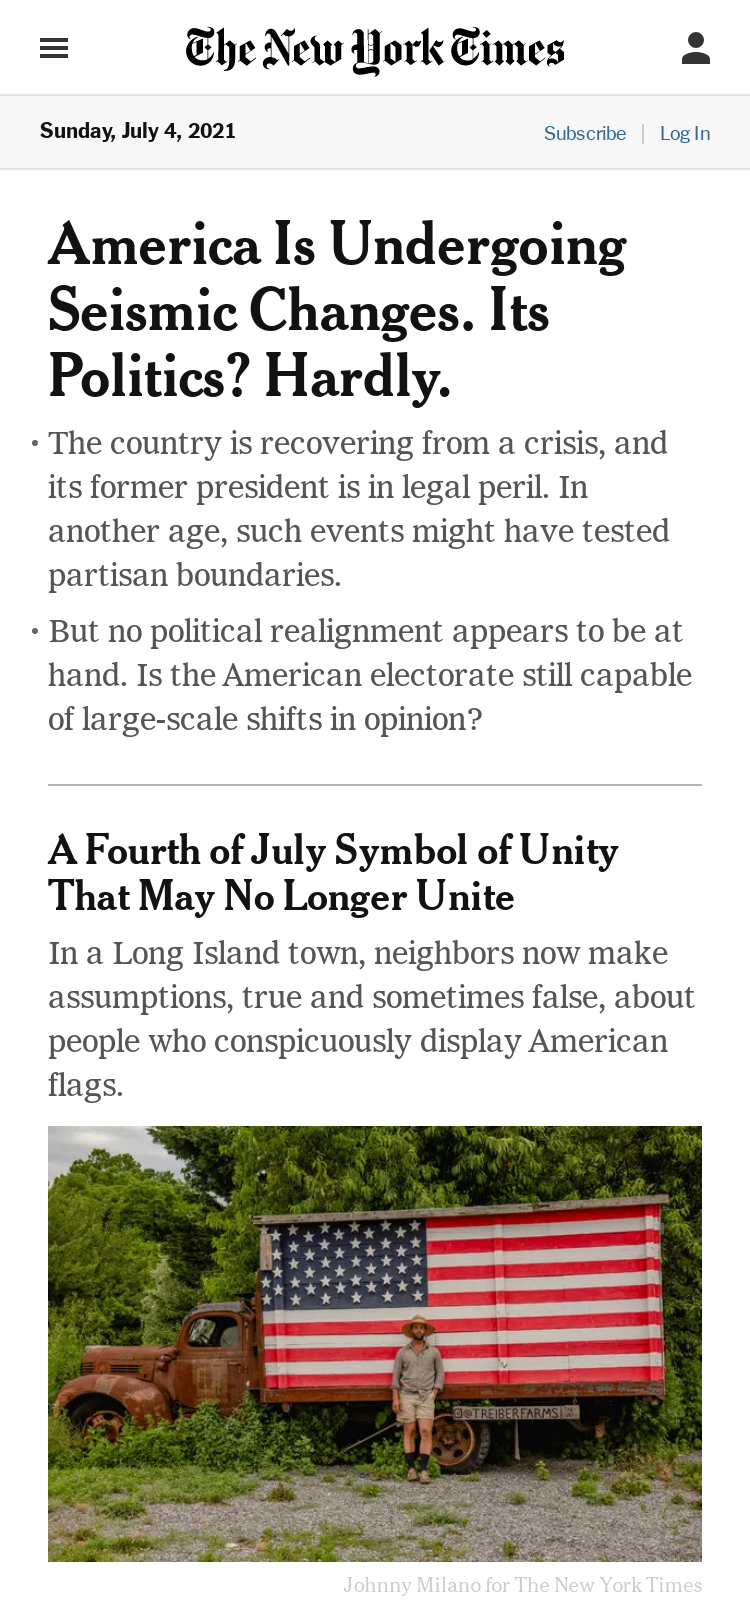 The New York Times
Sunday, July 4, 2021
Subscribe | Log In
America Is Undergoing
Seismic Changes. Its
Politics? Hardly.
• The country is recovering from a crisis, and
its former president is in legal peril. In
another age, such events might have tested
partisan boundaries.
• But no political realignment appears to be at
hand. Is the American electorate still capable
of large-scale shifts in opinion?
A Fourth of July Symbol of Unity
That May No Longer Unite
In a Long Island town, neighbors now make
assumptions, true and sometimes false, about
people who conspicuously display American
flags.
@TREIBERFARMS
Johnny Milano for The New York Times